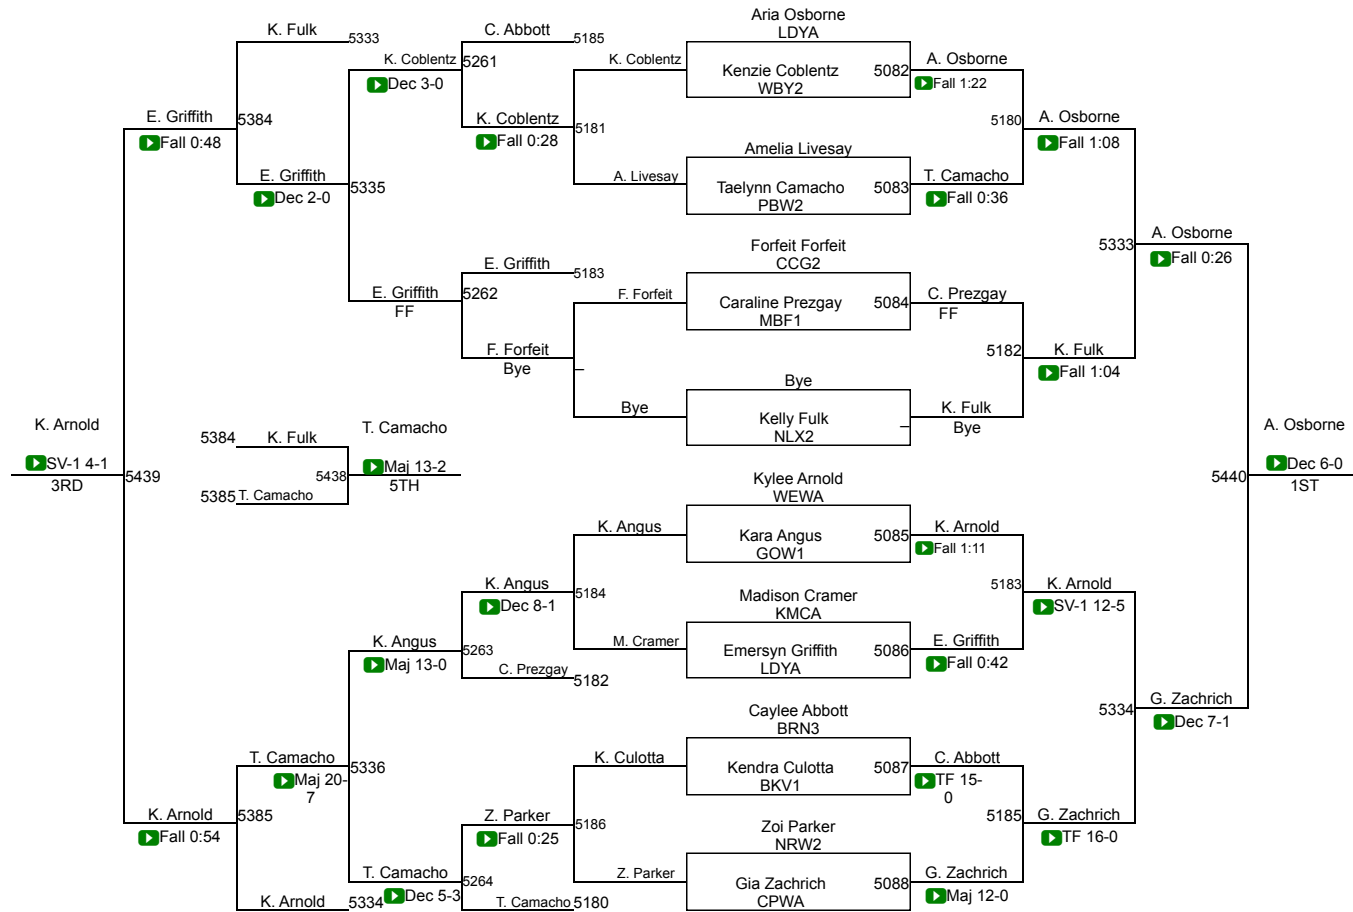 Aria Osborne
LDYA
K. Fulk
5333
C. Abbott
5185
K. Coblentz
5261
Dec 3-0
K. Coblentz
Kenzie Coblentz
WBY2
5082
A. Osborne
Fall 1:22
E. Griffith
Fall 0:48
5384
K. Coblentz
Fall 0:28
5181
5180
A. Osborne
Fall 1:08
Amelia Livesay
E. Griffith
Dec 2-0
5335
A. Livesay
Taelynn Camacho
PBW2
5083
T. Camacho
Fall 0:36
Forfeit Forfeit
CCG2
5333
A. Osborne
Fall 0:26
E. Griffith
5183
E. Griffith
FF
5262
F. Forfeit
Caraline Prezgay
MBF1
5084
C. Prezgay
FF
F. Forfeit
Bye
–
5182
K. Fulk
Fall 1:04
Bye
Bye
Kelly Fulk
NLX2
–
K. Fulk
Bye
K. Arnold
SV-1 4-1
3RD
5439
5384
K. Fulk
5385
T. Camacho
5438
T. Camacho
Maj 13-2
5TH
5440
A. Osborne
Dec 6-0
1ST
Kylee Arnold
WEWA
K. Angus
Kara Angus
GOW1
5085
K. Arnold
Fall 1:11
K. Angus
Dec 8-1
5184
5183
K. Arnold
SV-1 12-5
Madison Cramer
KMCA
K. Angus
Maj 13-0
5263
M. Cramer
Emersyn Griffith
LDYA
5086
E. Griffith
Fall 0:42
C. Prezgay
5182
5334
G. Zachrich
Dec 7-1
Caylee Abbott
BRN3
T. Camacho
Maj 20-
7
5336
K. Culotta
Kendra Culotta
BKV1
5087
C. Abbott
TF 15-
0
K. Arnold
Fall 0:54
5385
Z. Parker
Fall 0:25
5186
5185
G. Zachrich
TF 16-0
Zoi Parker
NRW2
T. Camacho
Dec 5-3
5264
Z. Parker
Gia Zachrich
CPWA
5088
G. Zachrich
Maj 12-0
K. Arnold
5334
T. Camacho
5180